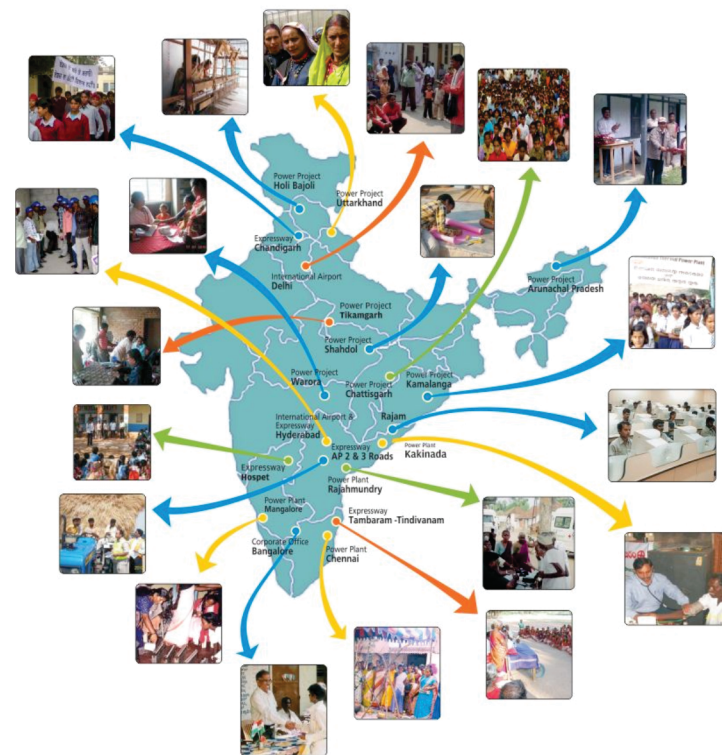 Power Project
Holi Bajoli
Power Project
Uttarkhand
Expressway
Chandigarh
International Airport
Delhi
Power Project
Arunachal Pradesh
Power Project
Tikamgarh
Power Project
Shahdol
Power Project
Warora
Power Project
Chattisgarh
Power Project
Kamalanga
International Airport &
Expressway
Hyderabad
Rajam
Expressway
AP 2 & 3 Roads
Power Plant
Kakinada
Expressway
Hospet
Power Plant
Rajahmundry
Power Plant
Mangalore
Expressway
Tambaram -Tindivanam
Corporate Office
Bangalore
Power Plant
Chennai